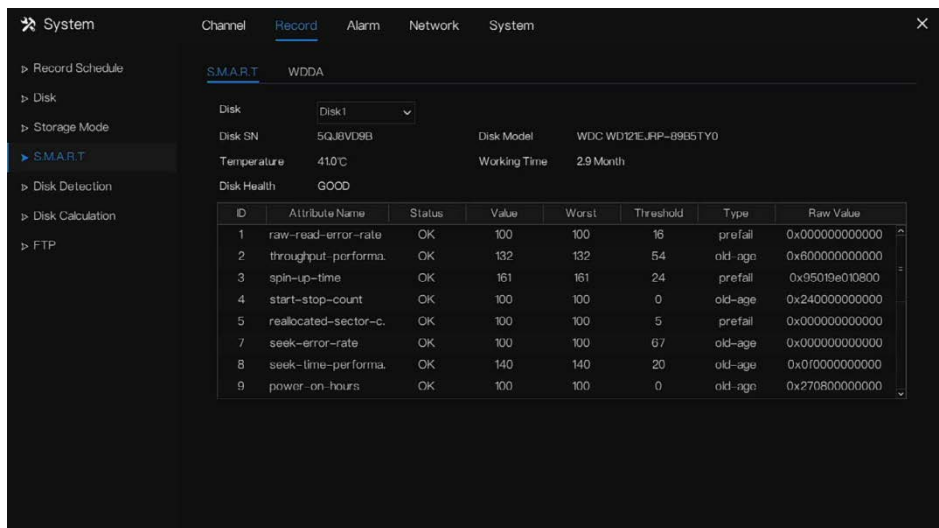 System Channel Record Alarm Network System
Record Schedule
Disk
Storage Mode
S.M.A.R.T
Disk Detection
Disk Calculation
FTP
S.M.A.R.T WDDA
Disk Disk1
Disk SN 5QJ8VD9B Disk Model WDC WD121EJRP-89B5TY0
Temperature 41.0℃ Working Time 2.9 Month
Disk Health GOOD
ID Attribute Name Status Value Worst Threshold Type Raw Value
1 raw-read-error-rate OK 100 100 16 prefail 0x000000000000
2 throughput-performa. OK 132 132 54 old-age 0x600000000000
3 spin-up-time OK 161 161 24 prefail 0x95019e010800
4 start-stop-count OK 100 100 0 old-age 0x240000000000
5 reallocated-sector-c. OK 100 100 5 prefail 0x000000000000
7 seek-error-rate OK 100 100 67 old-age 0x000000000000
8 seek-time-performa. OK 140 140 20 old-age 0x0f0000000000
9 power-on-hours OK 100 100 0 old-age 0x270800000000